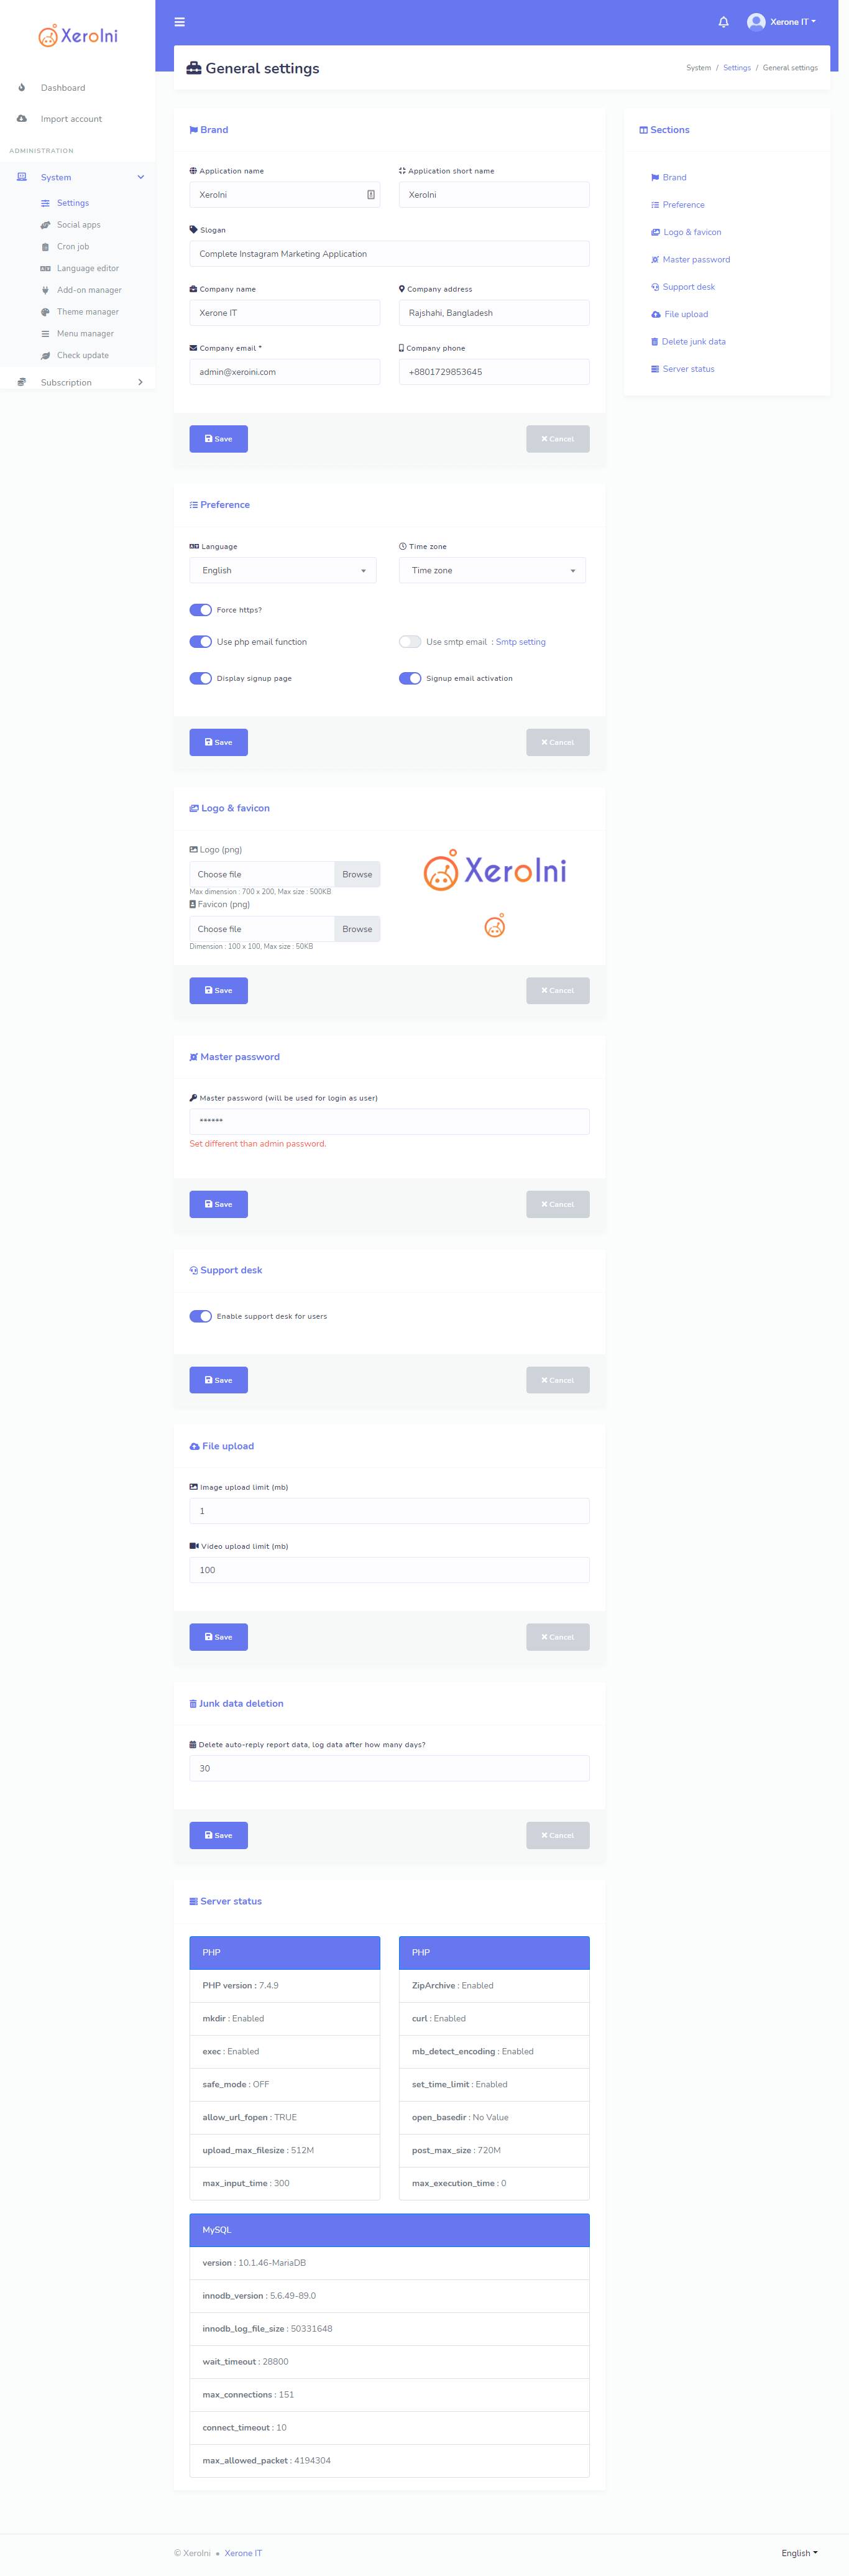 XeroIni
Dashboard
Import account
ADMINISTRATION
System
Settings
Social apps
Cron job
Language editor
Add-on manager
Theme manager
Menu manager
Check update
Subscription
Xerone IT
General settings
System / Settings / General settings
Brand
Application name
Application short name
XeroIni
XeroIni
Slogan
Complete Instagram Marketing Application
Company name
Company address
Xerone IT
Rajshahi, Bangladesh
Company email *
Company phone
admin@xeroini.com
+8801729853645
Save
Cancel
Sections
Brand
Preference
Logo & favicon
Master password
Support desk
File upload
Delete junk data
Server status
Preference
Language
Time zone
English
Time zone
Force https?
Use php email function
Use smtp email : Smtp setting
Display signup page
Signup email activation
Save
Cancel
Logo & favicon
Logo (png)
Choose file
Browse
Max dimension : 700 x 200, Max size : 500KB
Favicon (png)
Choose file
Browse
Dimension : 100 x 100, Max size : 50KB
XeroIni
Save
Cancel
Master password
Master password (will be used for login as user)
******
Set different than admin password.
Save
Cancel
Support desk
Enable support desk for users
Save
Cancel
File upload
Image upload limit (mb)
1
Video upload limit (mb)
100
Save
Cancel
Junk data deletion
Delete auto-reply report data, log data after how many days?
30
Save
Cancel
Server status
PHP
PHP version : 7.4.9
mkdir : Enabled
exec : Enabled
safe_mode : OFF
allow_url_fopen : TRUE
upload_max_filesize : 512M
max_input_time : 300
PHP
ZipArchive : Enabled
curl : Enabled
mb_detect_encoding : Enabled
set_time_limit : Enabled
open_basedir : No Value
post_max_size : 720M
max_execution_time : 0
MySQL
version : 10.1.46-MariaDB
innodb_version : 5.6.49-89.0
innodb_log_file_size : 50331648
wait_timeout : 28800
max_connections : 151
connect_timeout : 10
max_allowed_packet : 4194304
© XeroIni • Xerone IT
English